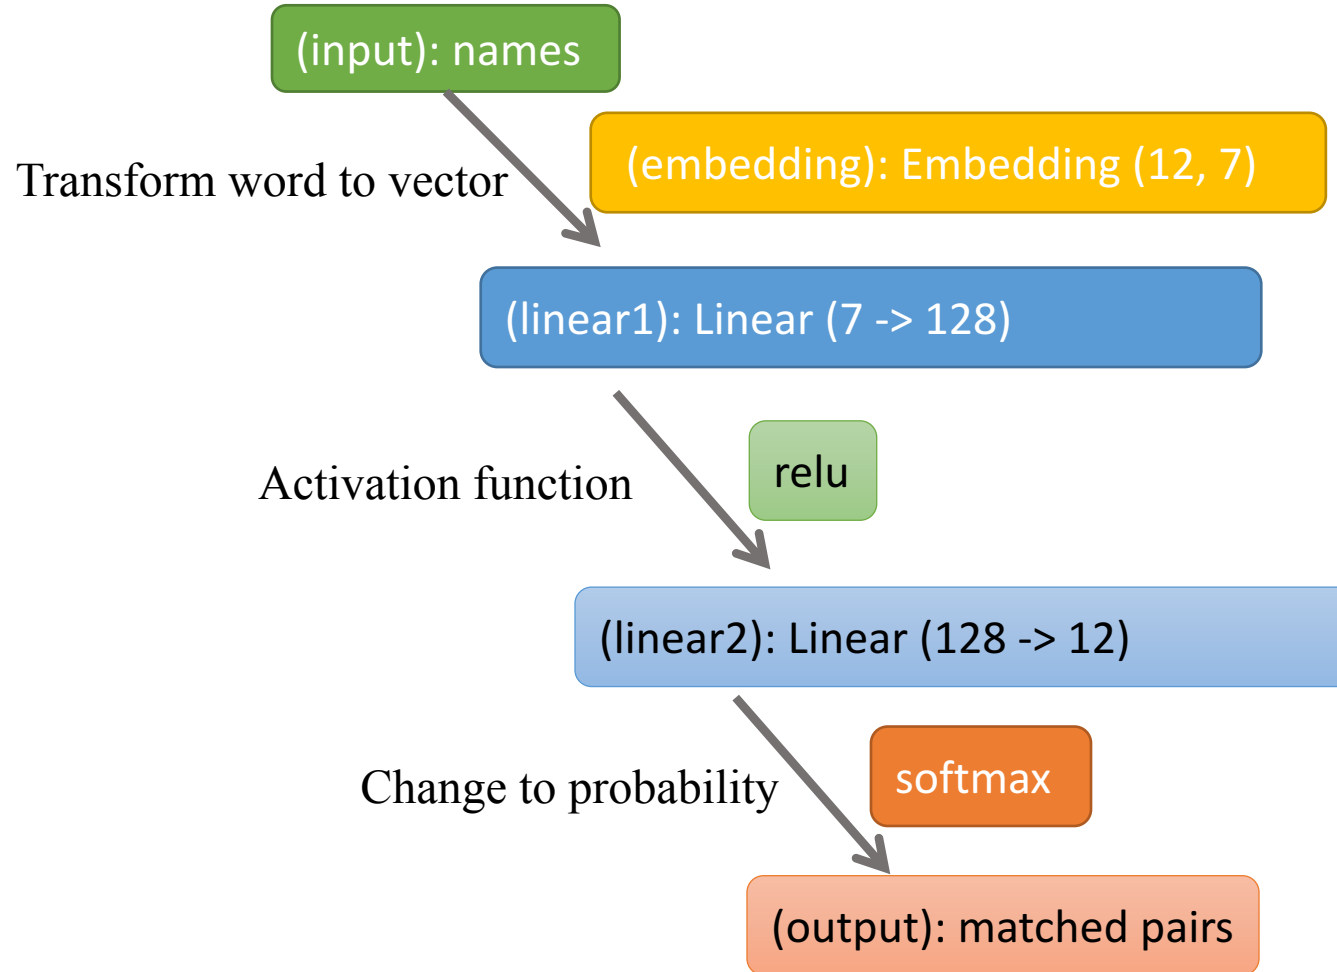 (input): names
(embedding): Embedding (12, 7)
Transform word to vector
(linear1): Linear (7 -> 128)
relu
Activation function
(linear2): Linear (128 -> 12)
softmax
Change to probability
(output): matched pairs